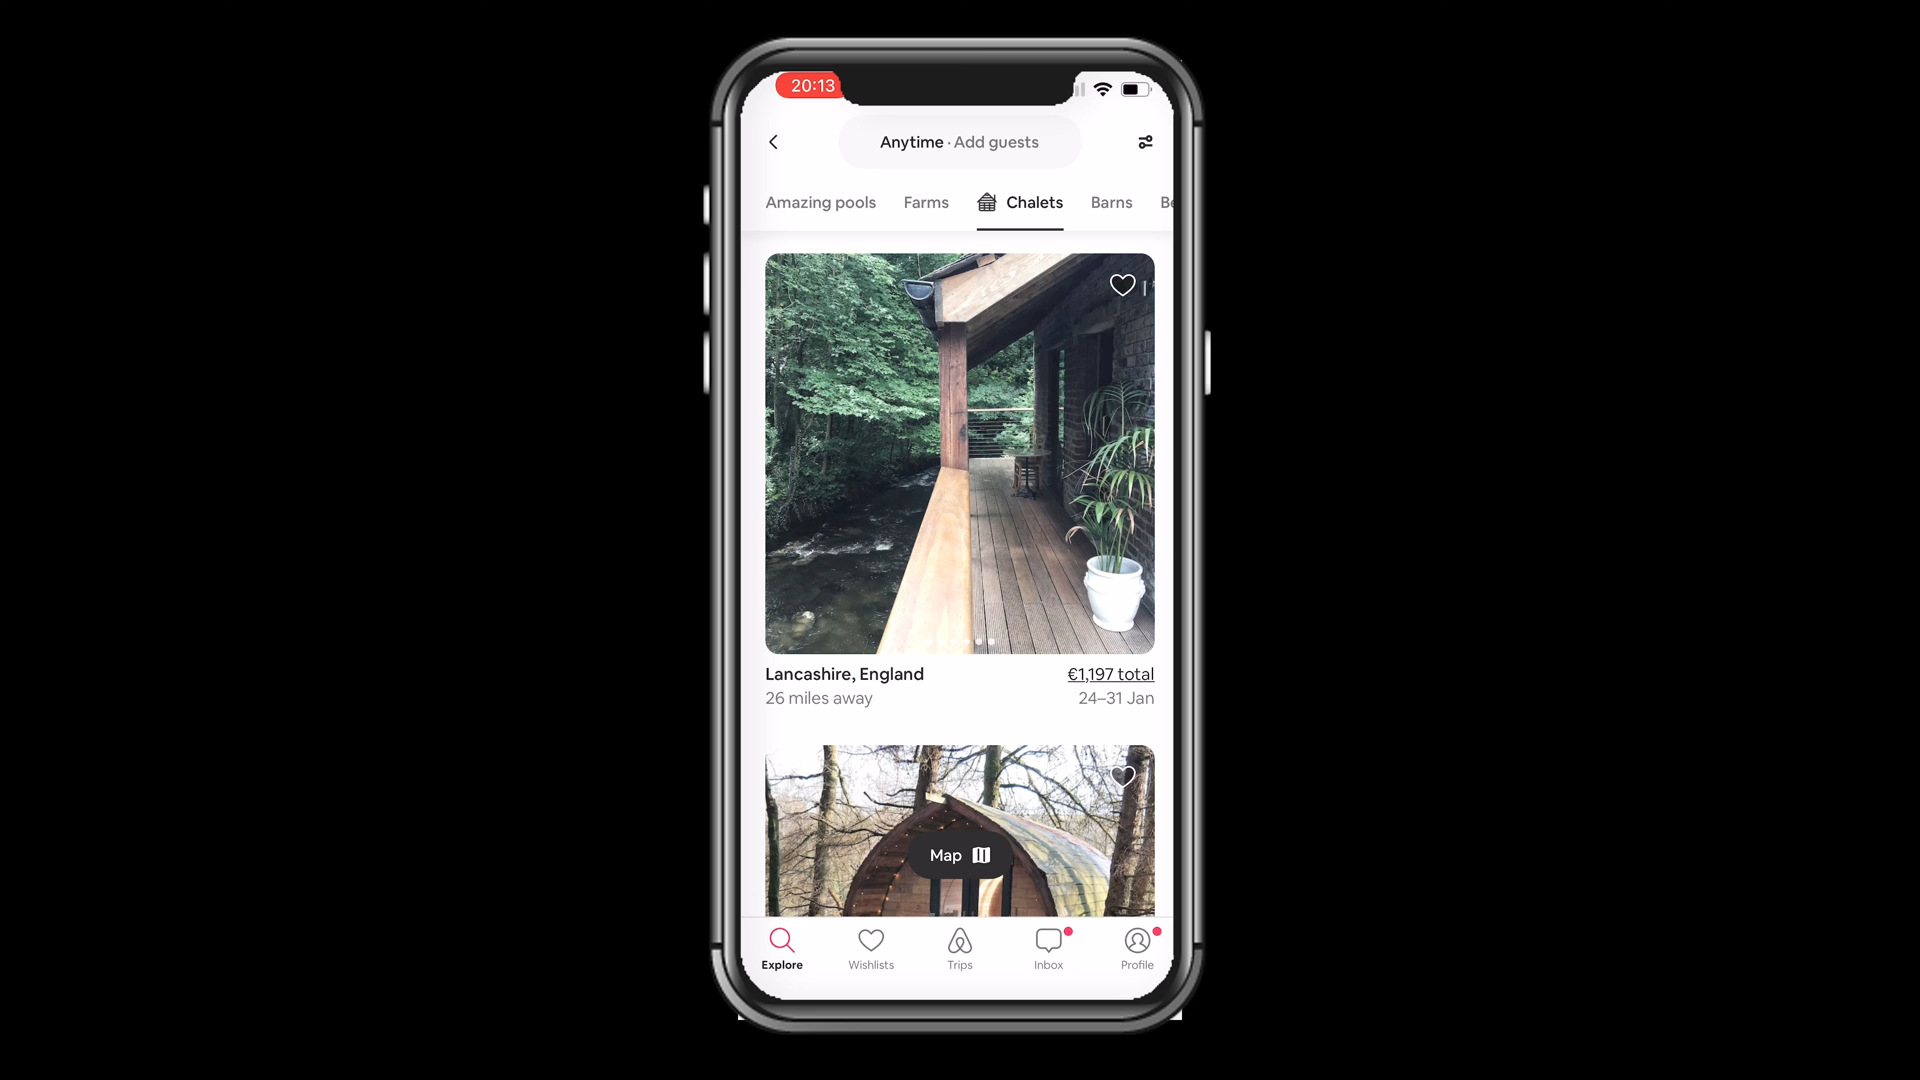 20:13
Anytime · Add guests
Amazing pools Farms Chalets Barns Be
Lancashire, England €1,197 total
26 miles away 24–31 Jan
Map
Explore Wishlists Trips Inbox Profile